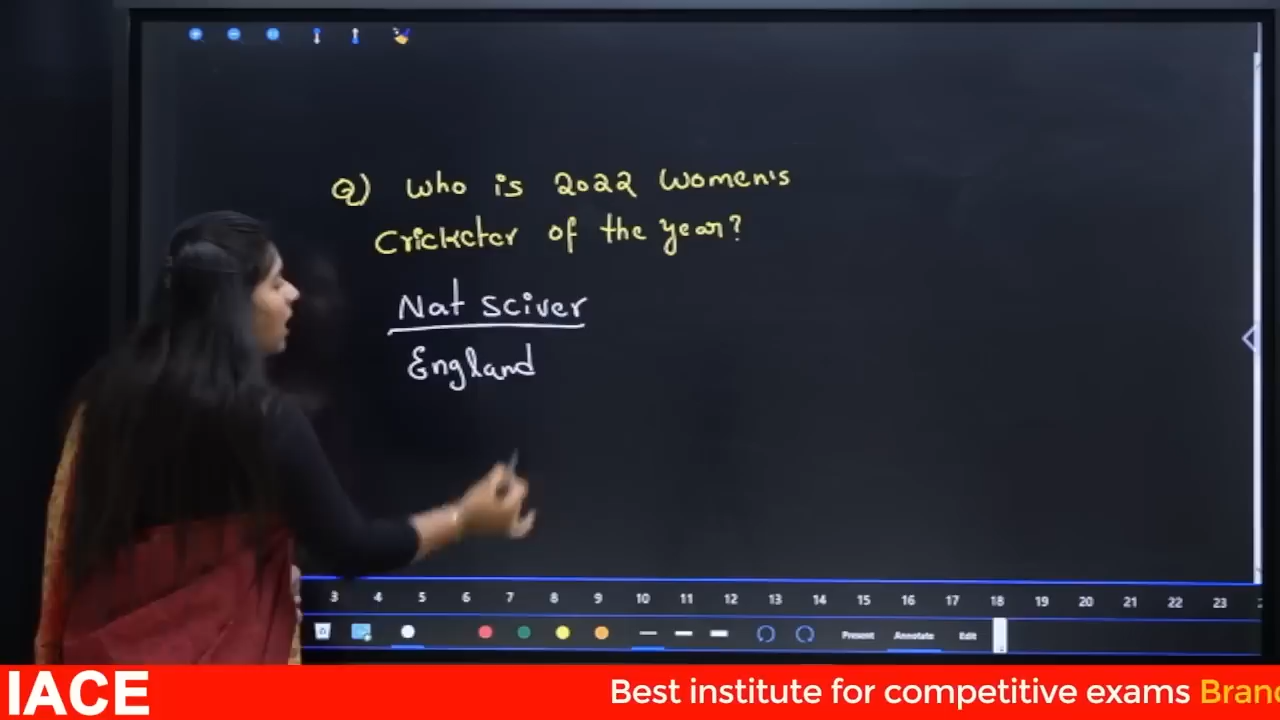 Q) Who is 2022 Women's
Cricketer of the year?
Nat Sciver
England
3 4 5 6 7 8 9 10 11 12 13 14 15 16 17 18 19 20 21 22 23
Present Annotate Edit
IACE Best institute for competitive exams